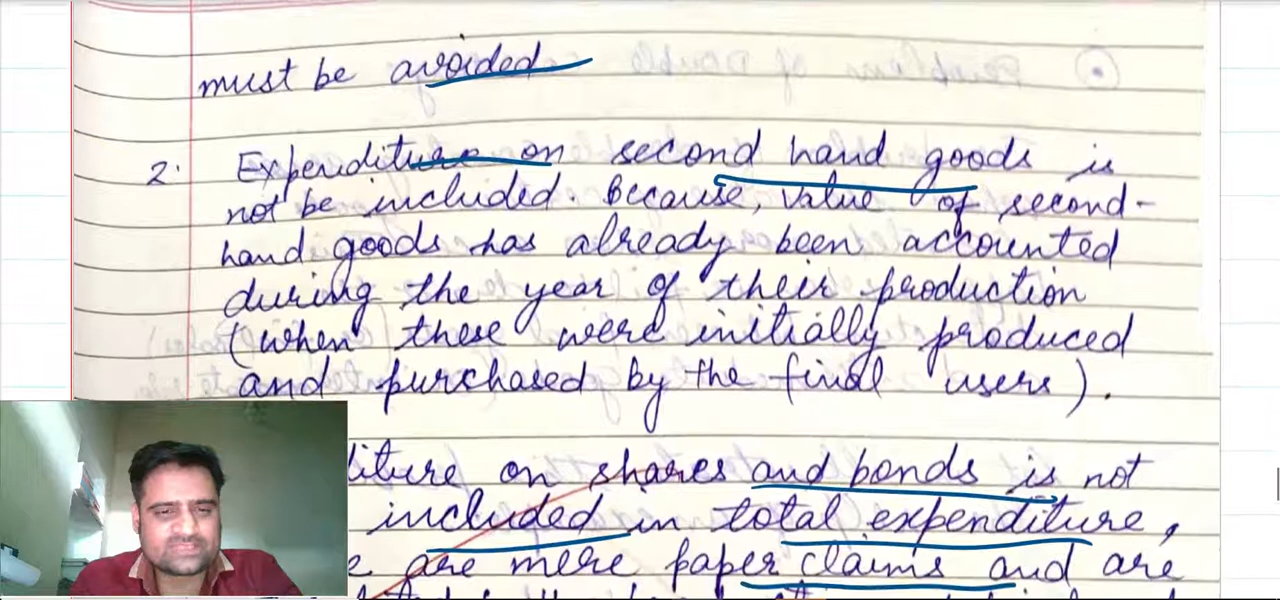 must be avoided
2. Expenditure on second hand goods is
not be included. Because, value of second-
hand goods has already been accounted
during the year of their production
(when these were initially produced
and purchased by the final users).
diture on shares and bonds is not
included in total expenditure,
e are mere paper claims and are